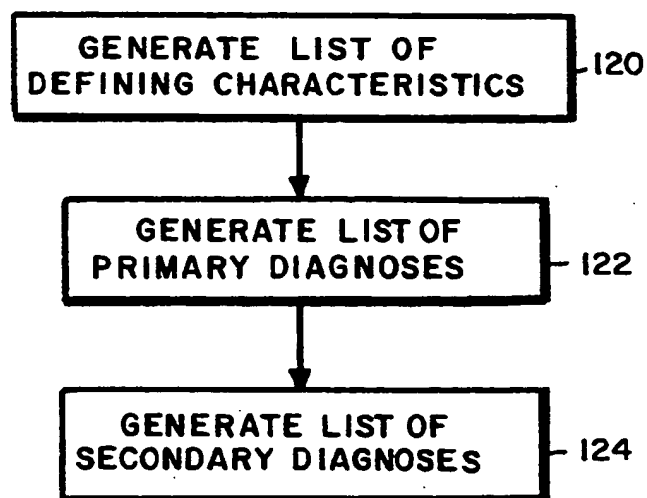 GENERATE LIST OF
DEFINING CHARACTERISTICS
120
GENERATE LIST OF
PRIMARY DIAGNOSES
122
GENERATE LIST OF
SECONDARY DIAGNOSES
124